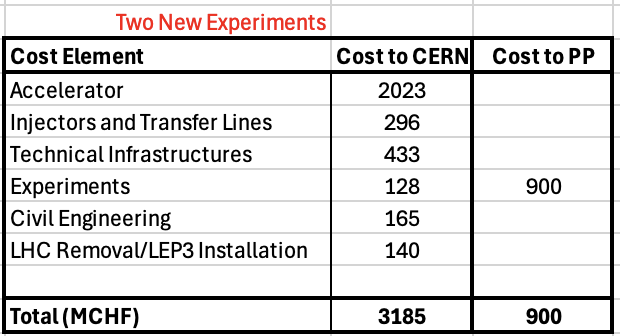 Two New Experiments
Cost Element Cost to CERN Cost to PP
Accelerator 2023
Injectors and Transfer Lines 296
Technical Infrastructures 433
Experiments 128 900
Civil Engineering 165
LHC Removal/LEP3 Installation 140
Total (MCHF) 3185 900